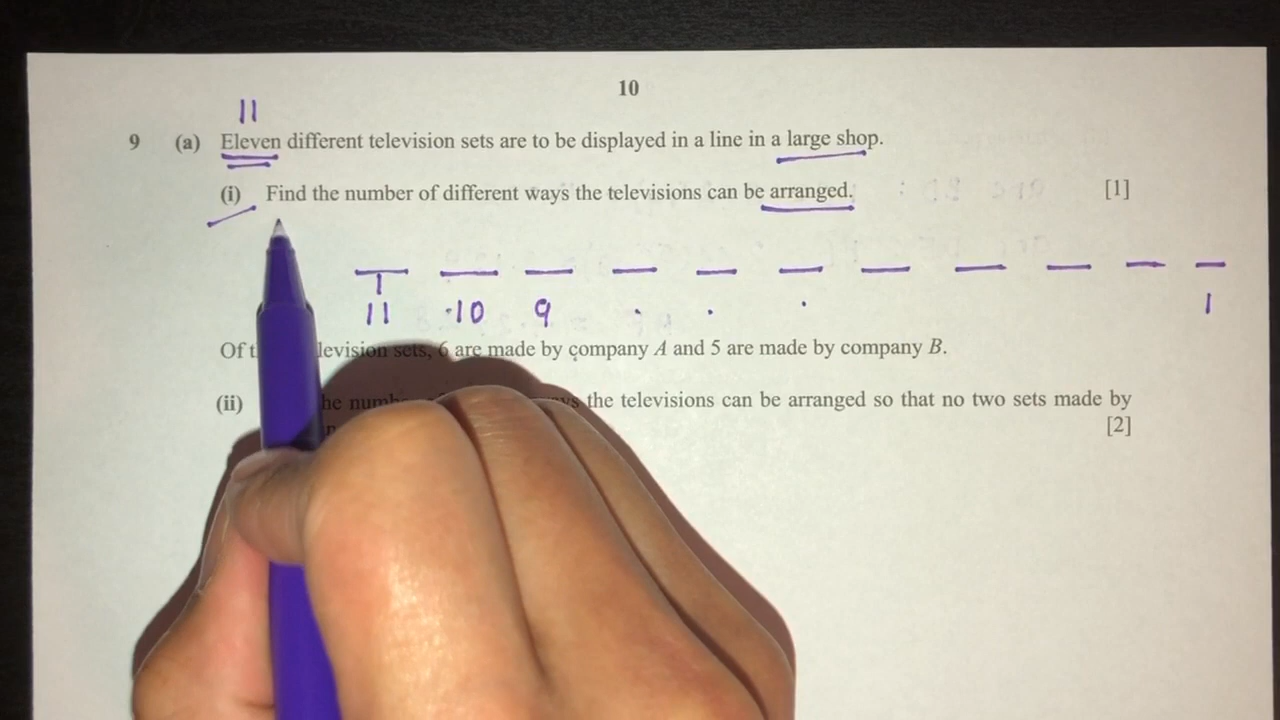 10
11
9 (a) Eleven different television sets are to be displayed in a line in a large shop.
(i) Find the number of different ways the televisions can be arranged. [1]
11 · 10 9 . . . 1
Of t levision sets, 6 are made by company A and 5 are made by company B.
(ii) he the televisions can be arranged so that no two sets made by
[2]